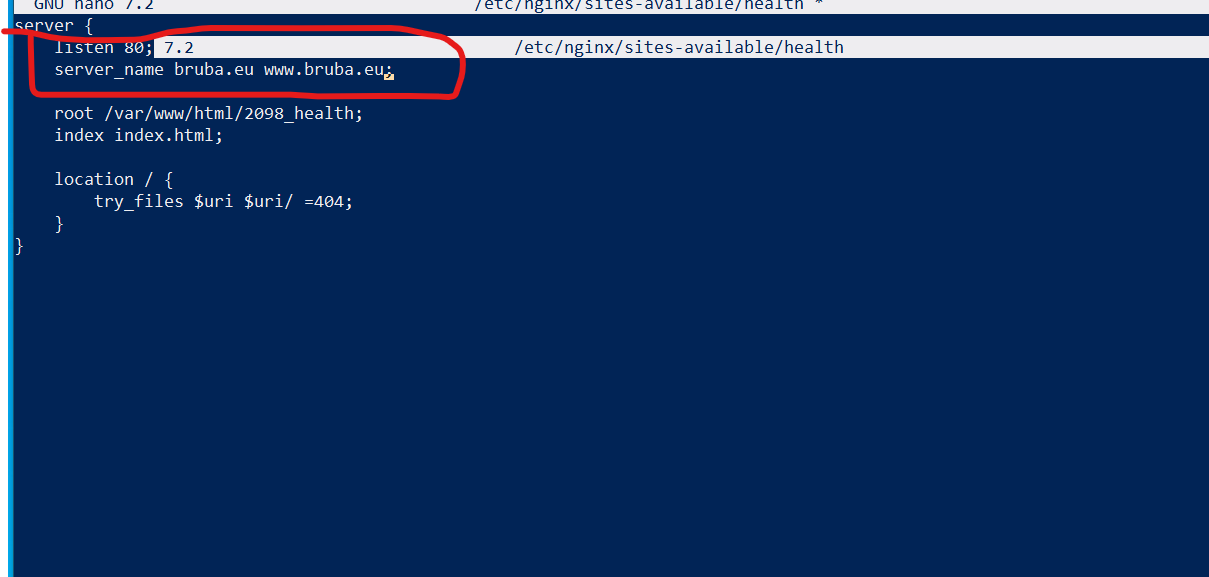 GNU nano 7.2 /etc/nginx/sites-available/health *
server {
listen 80; 7.2 /etc/nginx/sites-available/health
server_name bruba.eu www.bruba.eu;
root /var/www/html/2098_health;
index index.html;
location / {
try_files $uri $uri/ =404;
}
}